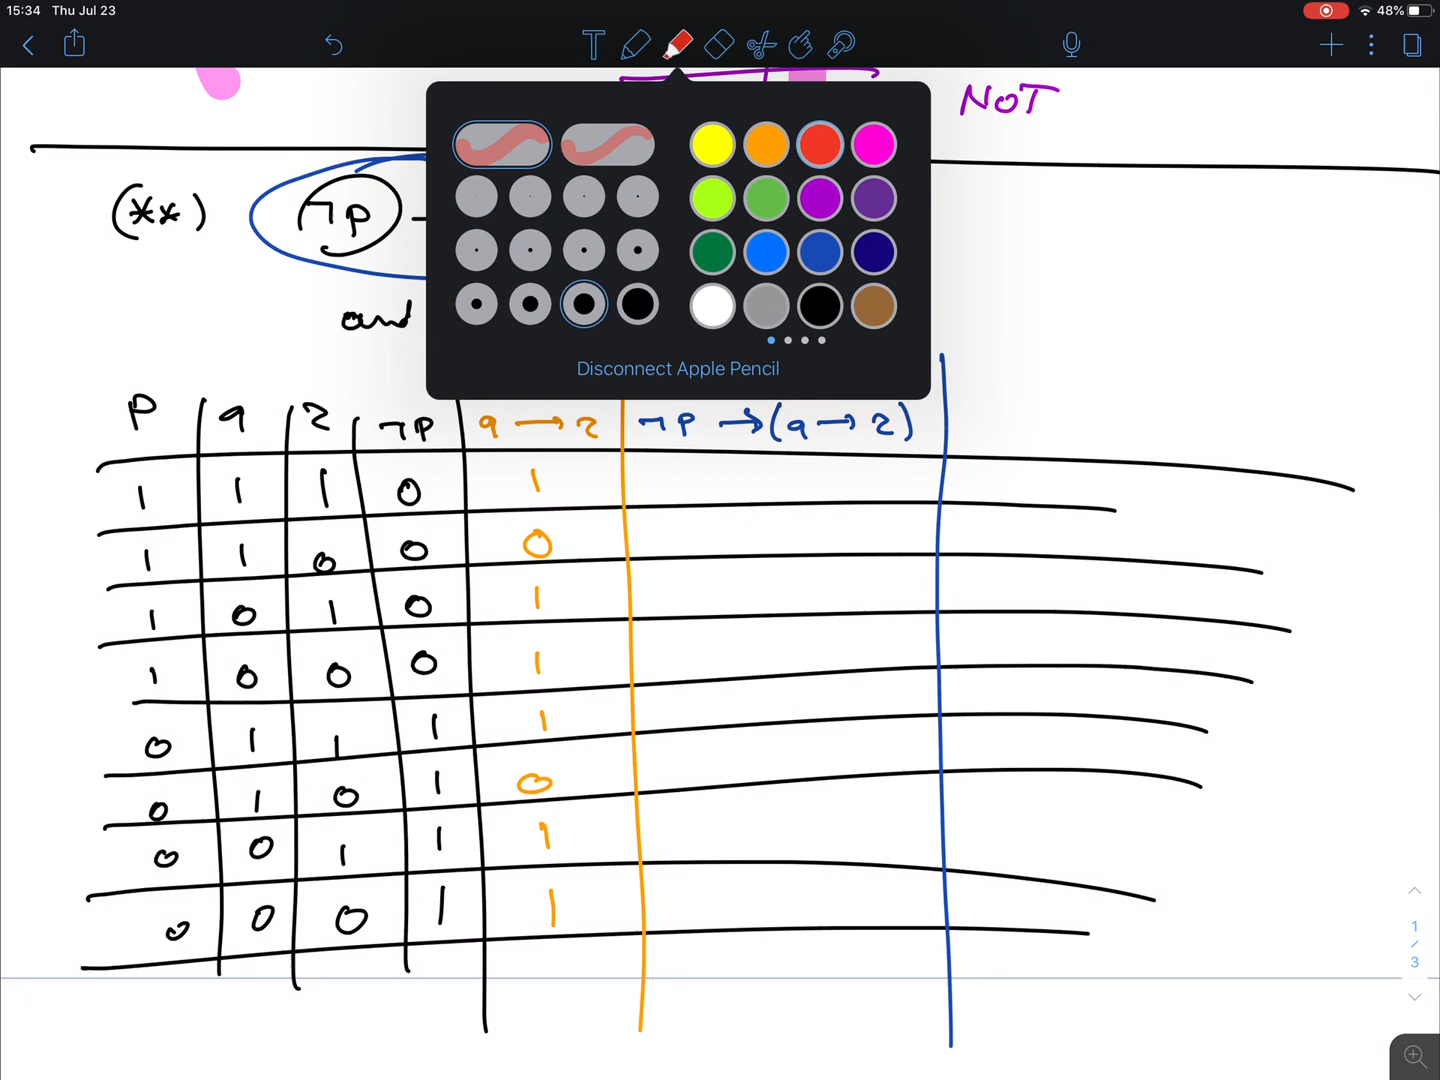 15:34 Thu Jul 23 48%
T
NOT
(**) ¬P –
and
Disconnect Apple Pencil
P q r ¬P q → r ¬P → (q → r)
1 1 1 0 1
1 1 0 0 0
1 0 1 0 1
1 0 0 0 1
0 1 1 1 1
0 1 0 1 0
0 0 1 1 1
0 0 0 1 1
1
/
3